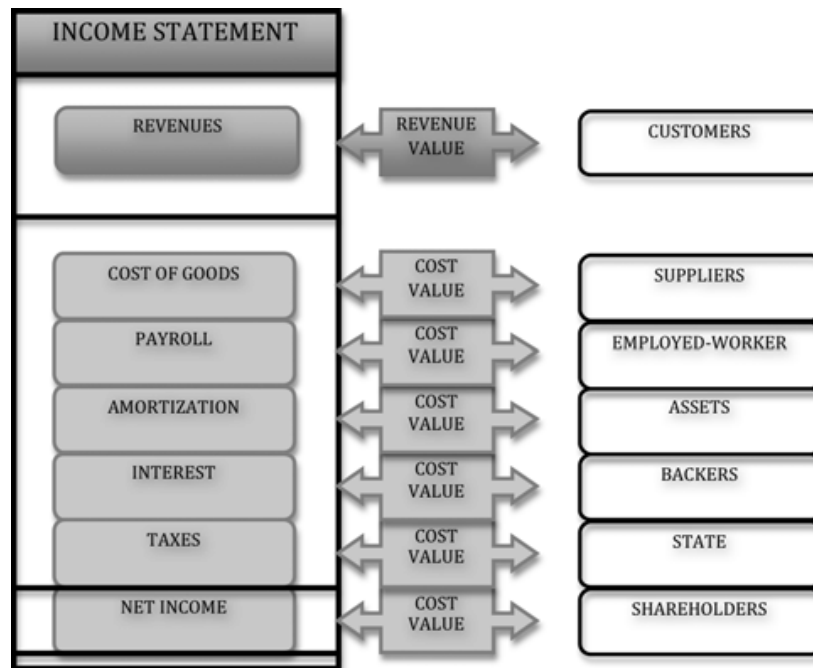 INCOME STATEMENT
REVENUES
REVENUE
VALUE
CUSTOMERS
COST OF GOODS
COST
VALUE
SUPPLIERS
PAYROLL
COST
VALUE
EMPLOYED-WORKER
AMORTIZATION
COST
VALUE
ASSETS
INTEREST
COST
VALUE
BACKERS
TAXES
COST
VALUE
STATE
NET INCOME
COST
VALUE
SHAREHOLDERS